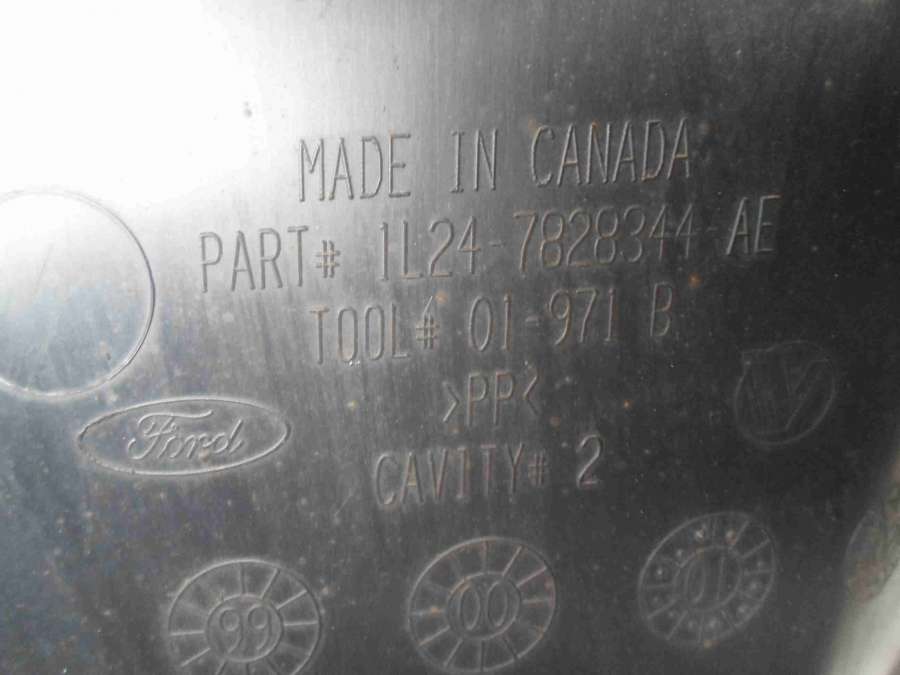 MADE IN CANADA
PART# 1L24-7828344-AE
TOOL# 01-971 B
>PP<
Ford
CAVITY# 2
99
00
01